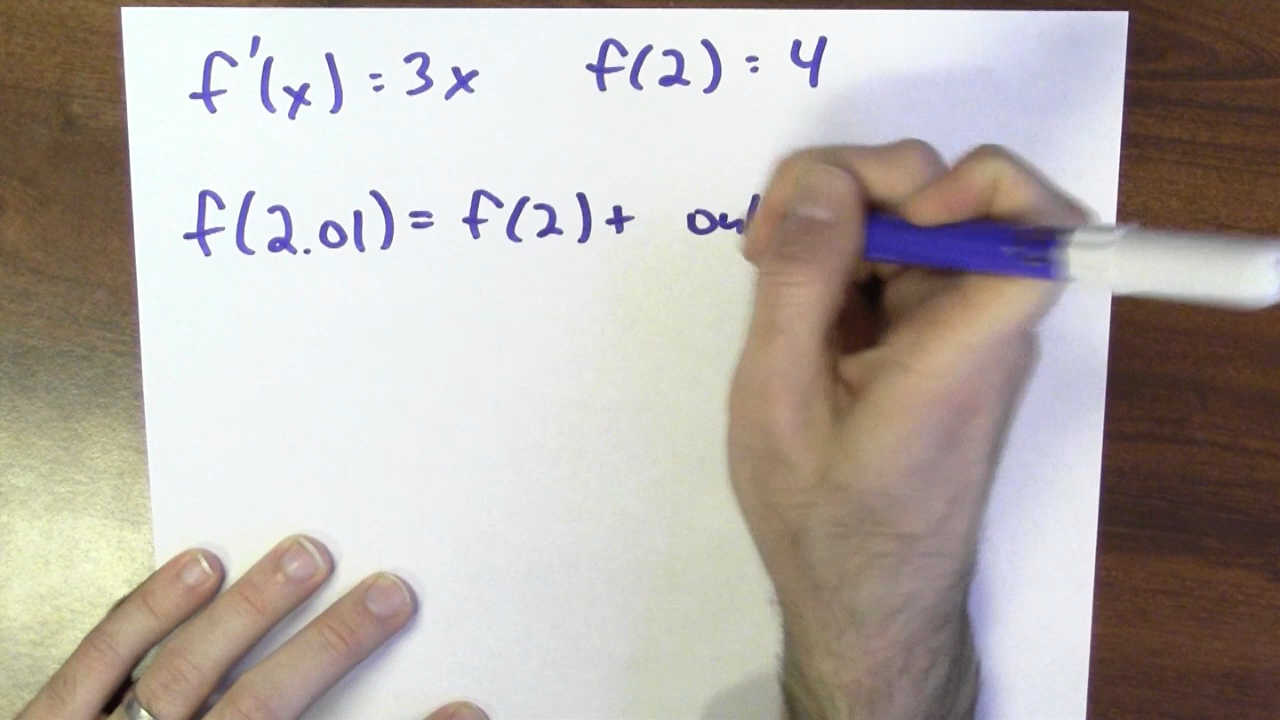 f'(x) = 3x f(2) = 4
f(2.01) = f(2) +